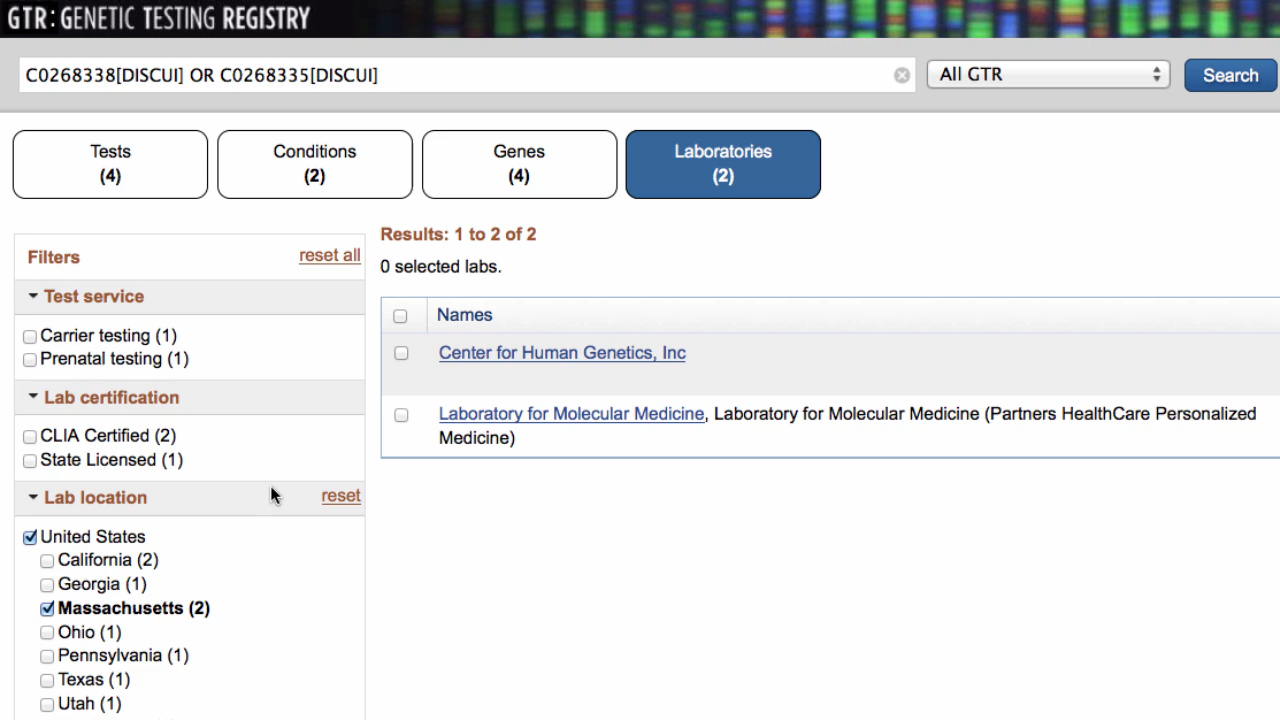 GTR: GENETIC TESTING REGISTRY
C0268338[DISCUI] OR C0268335[DISCUI]
All GTR
Search
Tests
(4)
Conditions
(2)
Genes
(4)
Laboratories
(2)
Filters
reset all
Test service
Carrier testing (1)
Prenatal testing (1)
Lab certification
CLIA Certified (2)
State Licensed (1)
Lab location
reset
United States
California (2)
Georgia (1)
Massachusetts (2)
Ohio (1)
Pennsylvania (1)
Texas (1)
Utah (1)
Results: 1 to 2 of 2
0 selected labs.
Names
Center for Human Genetics, Inc
Laboratory for Molecular Medicine, Laboratory for Molecular Medicine (Partners HealthCare Personalized
Medicine)